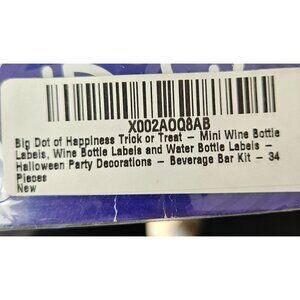 X002AOQ8AB
Big Dot of Happiness Trick or Treat – Mini Wine Bottle
Labels, Wine Bottle Labels and Water Bottle Labels –
Halloween Party Decorations – Beverage Bar Kit – 34
Pieces
New